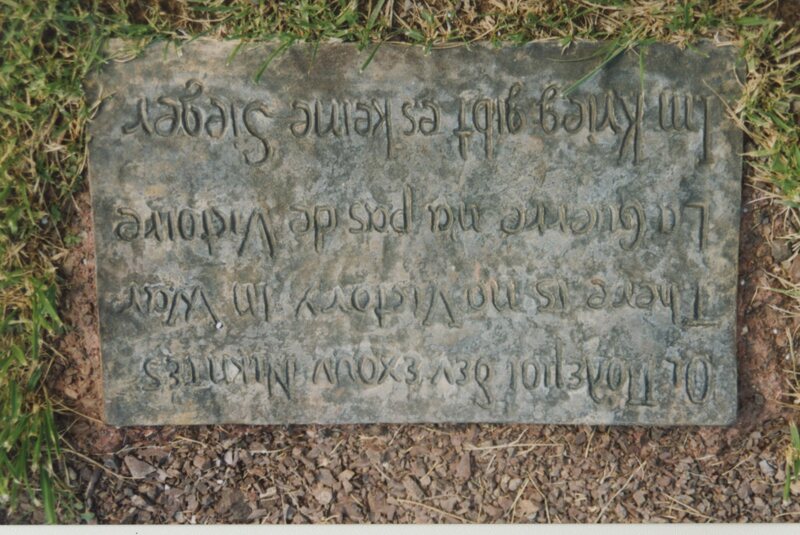 Οι Πολεμοι δεν εχουν Νικητες
There is no Victory in War
La Guerre na pas de Victoire
Im Krieg gibt es keine Sieger